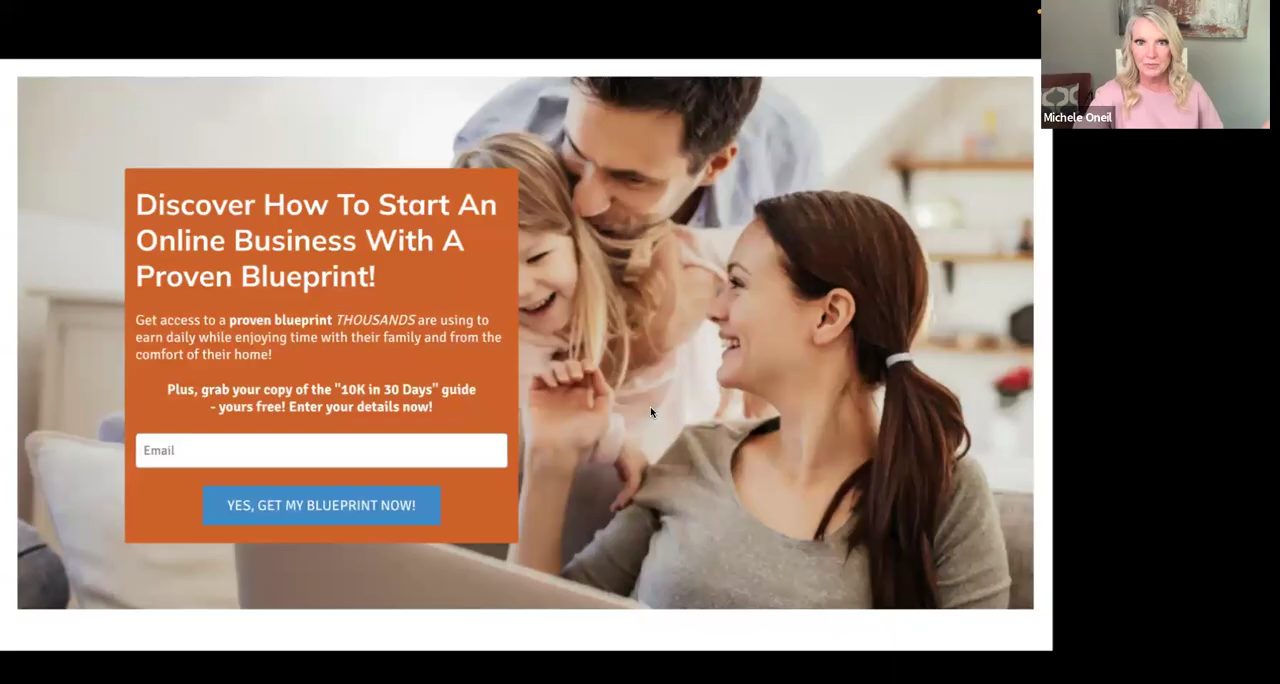 Michele Oneil
Discover How To Start An
Online Business With A
Proven Blueprint!
Get access to a proven blueprint THOUSANDS are using to
earn daily while enjoying time with their family and from the
comfort of their home!
Plus, grab your copy of the "10K in 30 Days" guide
- yours free! Enter your details now!
Email
YES, GET MY BLUEPRINT NOW!